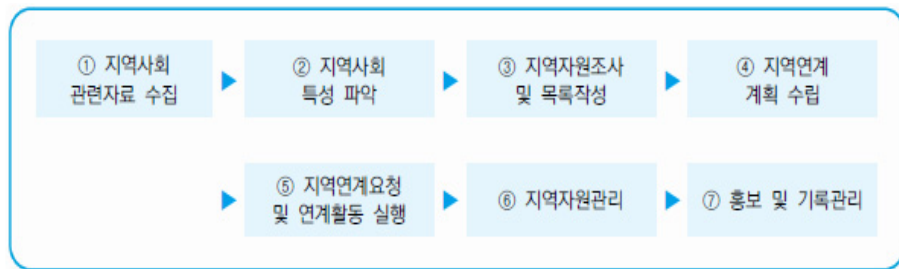 ① 지역사회
관련자료 수집
② 지역사회
특성 파악
③ 지역자원조사
및 목록작성
④ 지역연계
계획 수립
⑤ 지역연계요청
및 연계활동 실행
⑥ 지역자원관리
⑦ 홍보 및 기록관리